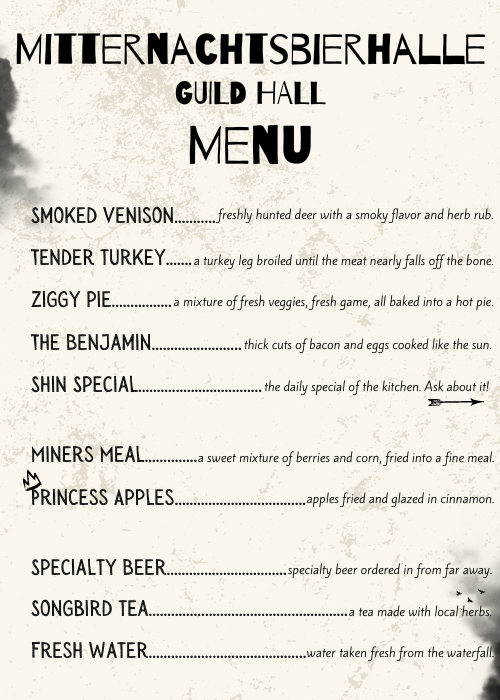 MITTERNACHTSBIERHALLE
GUILD HALL
MENU
SMOKED VENISON..........freshly hunted deer with a smoky flavor and herb rub.
TENDER TURKEY.......a turkey leg broiled until the meat nearly falls off the bone.
ZIGGY PIE.................a mixture of fresh veggies, fresh game, all baked into a hot pie.
THE BENJAMIN.........................thick cuts of bacon and eggs cooked like the sun.
SHIN SPECIAL..................................the daily special of the kitchen. Ask about it!
MINERS MEAL..............a sweet mixture of berries and corn, fried into a fine meal.
PRINCESS APPLES....................................apples fried and glazed in cinnamon.
SPECIALTY BEER.................................specialty beer ordered in from far away.
SONGBIRD TEA.......................................................a tea made with local herbs.
FRESH WATER...........................................water taken fresh from the waterfall.